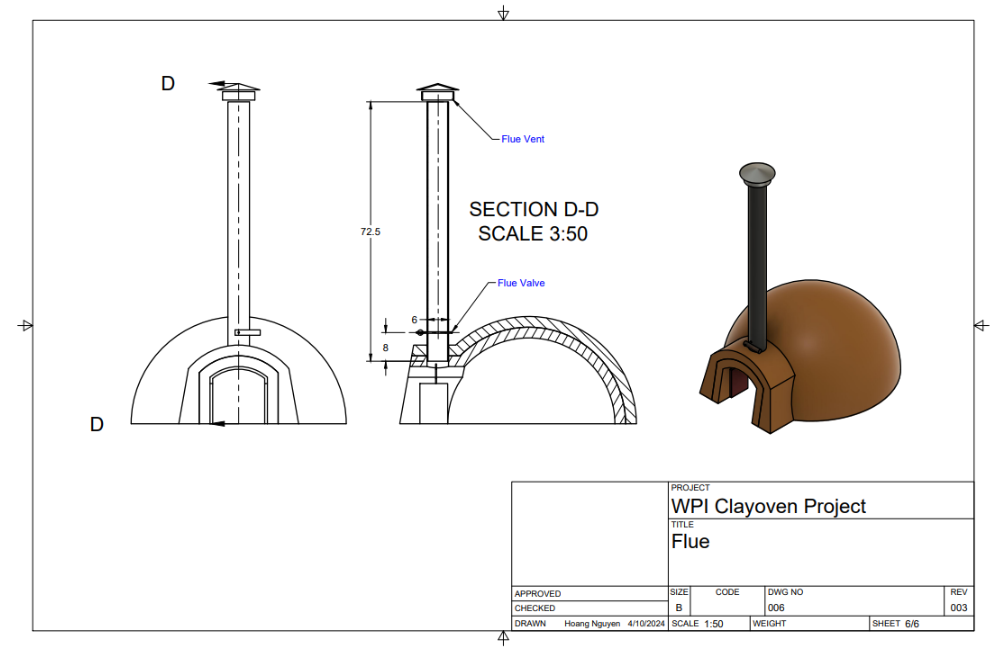 D
Flue Vent
SECTION D-D
SCALE 3:50
72.5
Flue Valve
6
8
D
PROJECT
WPI Clayoven Project
TITLE
Flue
APPROVED
SIZE
CODE
DWG NO
REV
CHECKED
B
006
003
DRAWN Hoang Nguyen 4/10/2024
SCALE 1:50
WEIGHT
SHEET 6/6